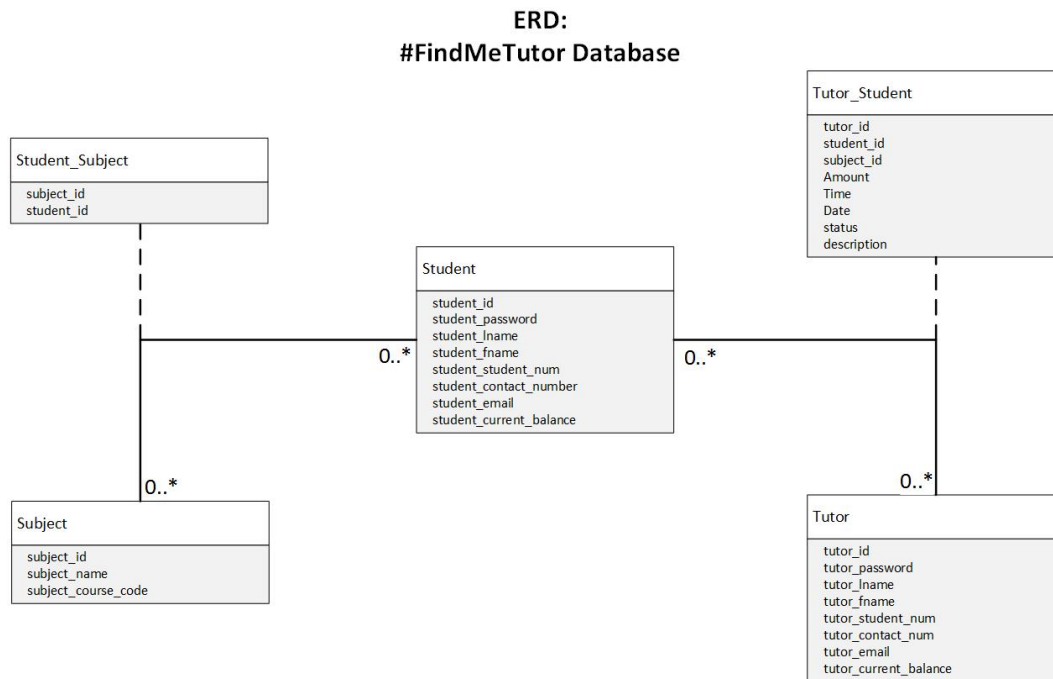 ERD:
#FindMeTutor Database
Student_Subject
subject_id
student_id
Student
student_id
student_password
student_lname
student_fname
student_student_num
student_contact_number
student_email
student_current_balance
Tutor_Student
tutor_id
student_id
subject_id
Amount
Time
Date
status
description
0..*
0..*
0..*
0..*
Subject
subject_id
subject_name
subject_course_code
Tutor
tutor_id
tutor_password
tutor_lname
tutor_fname
tutor_student_num
tutor_contact_num
tutor_email
tutor_current_balance